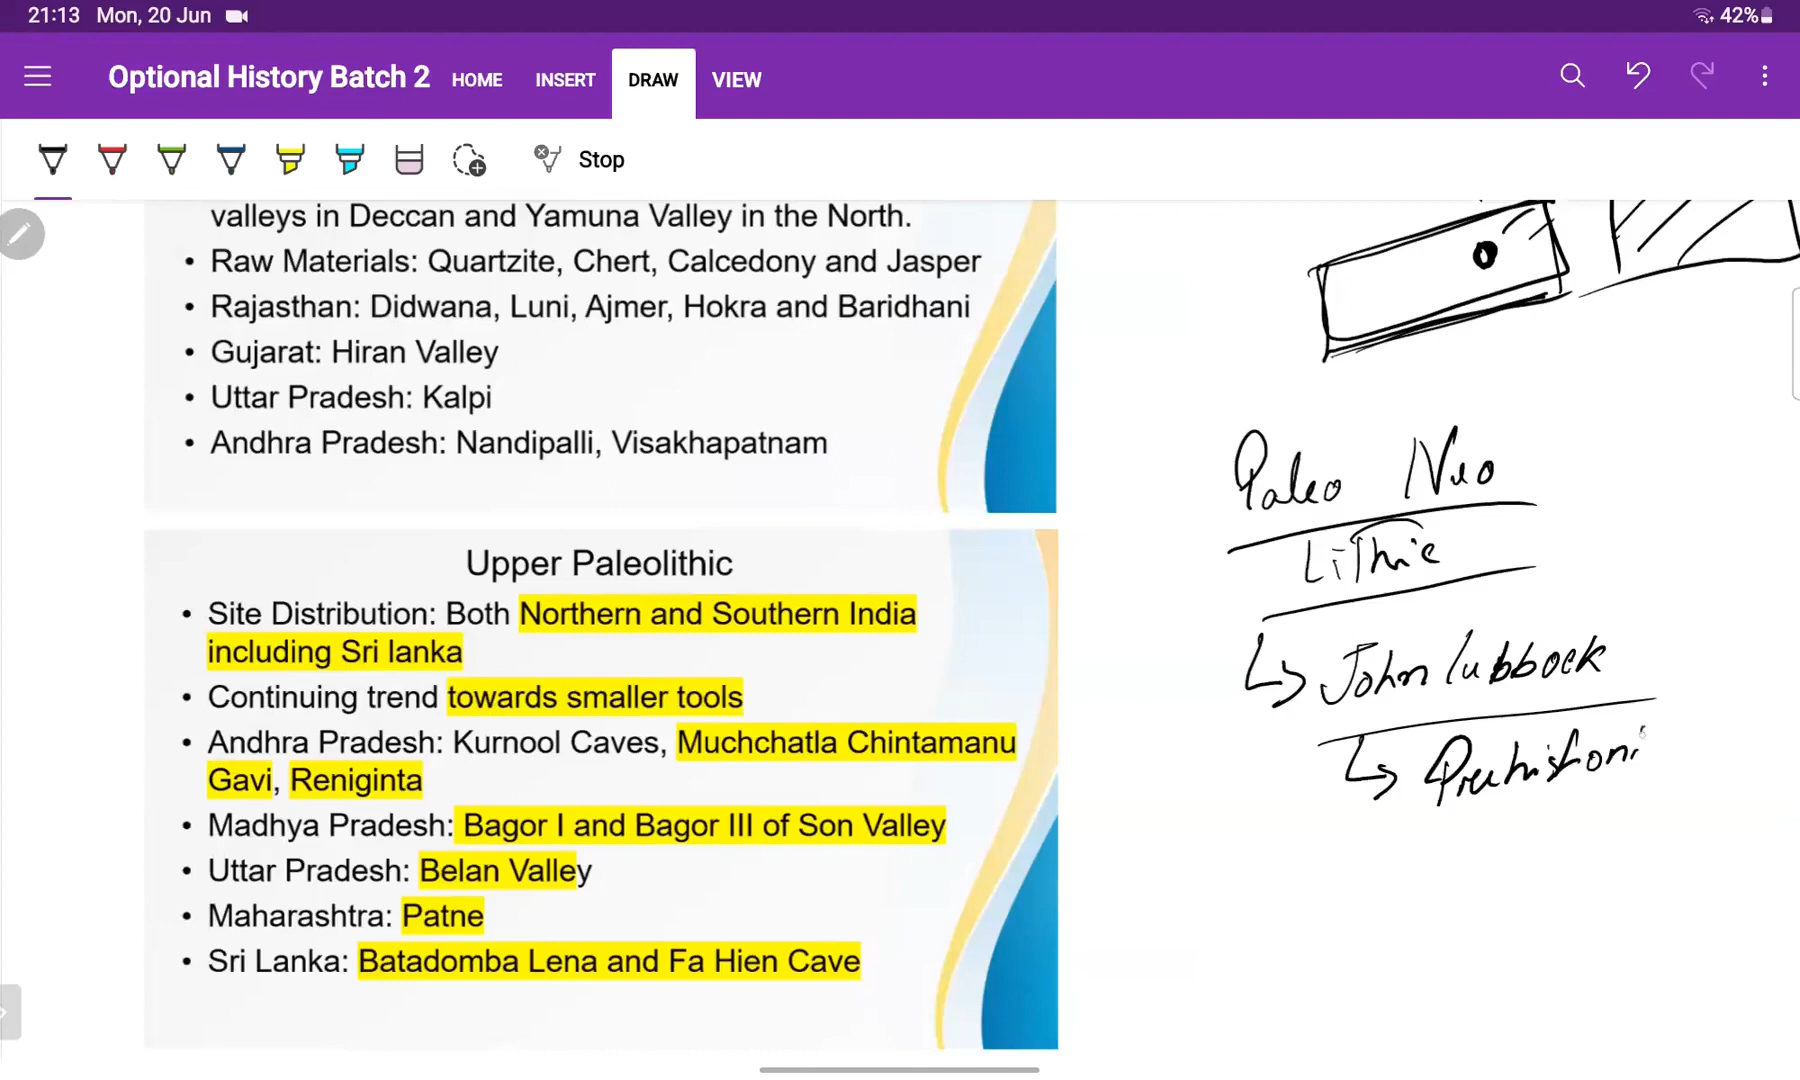 21:13 Mon, 20 Jun 42%
Optional History Batch 2 HOME INSERT DRAW VIEW
Stop
valleys in Deccan and Yamuna Valley in the North.
• Raw Materials: Quartzite, Chert, Calcedony and Jasper
• Rajasthan: Didwana, Luni, Ajmer, Hokra and Baridhani
• Gujarat: Hiran Valley
• Uttar Pradesh: Kalpi
• Andhra Pradesh: Nandipalli, Visakhapatnam
Upper Paleolithic
• Site Distribution: Both Northern and Southern India
including Sri lanka
• Continuing trend towards smaller tools
• Andhra Pradesh: Kurnool Caves, Muchchatla Chintamanu
Gavi, Reniginta
• Madhya Pradesh: Bagor I and Bagor III of Son Valley
• Uttar Pradesh: Belan Valley
• Maharashtra: Patne
• Sri Lanka: Batadomba Lena and Fa Hien Cave
Paleo Neo
Lithic
John lubbock